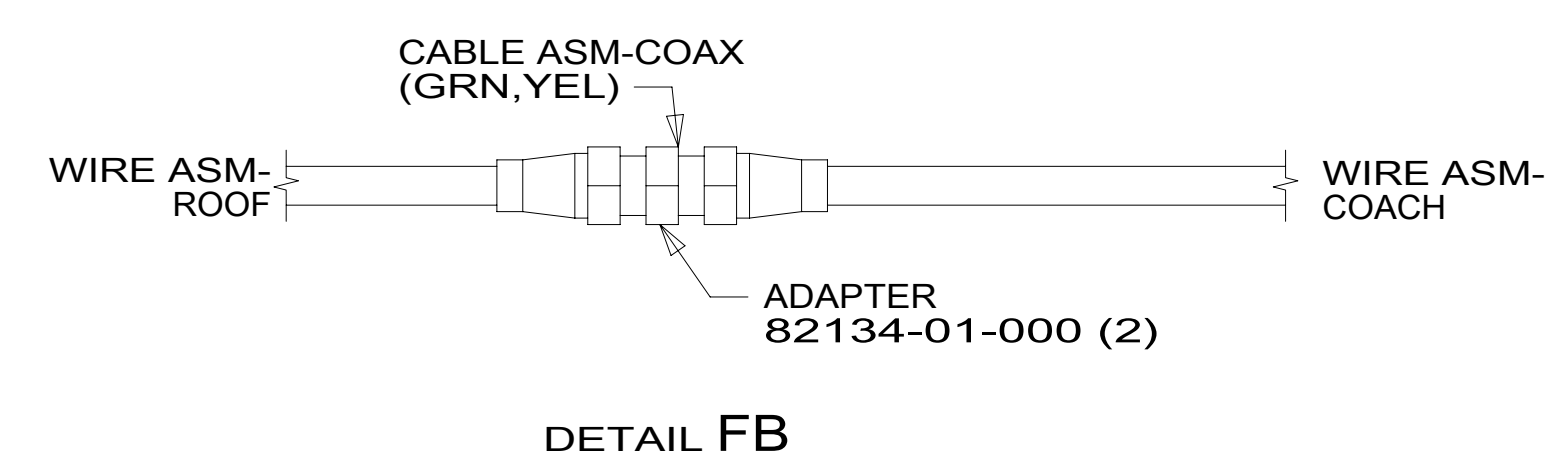 CABLE ASM-COAX
(GRN,YEL)
WIRE ASM-
ROOF
WIRE ASM-
COACH
ADAPTER
82134-01-000 (2)
DETAIL FB